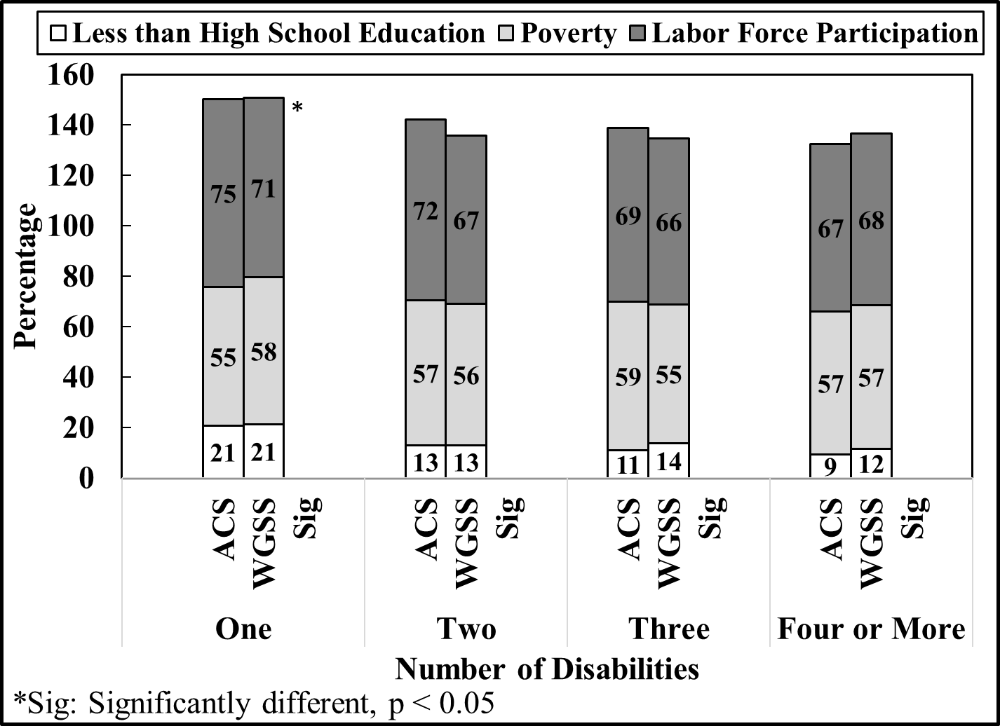 Less than High School Education Poverty Labor Force Participation
160
140
120
100
80
60
40
20
0
Percentage
*
75 71 72 67 69 66 67 68
55 58 57 56 59 55 57 57
21 21 13 13 11 14 9 12
ACS WGSS Sig ACS WGSS Sig ACS WGSS Sig ACS WGSS Sig
One Two Three Four or More
Number of Disabilities
*Sig: Significantly different, p < 0.05